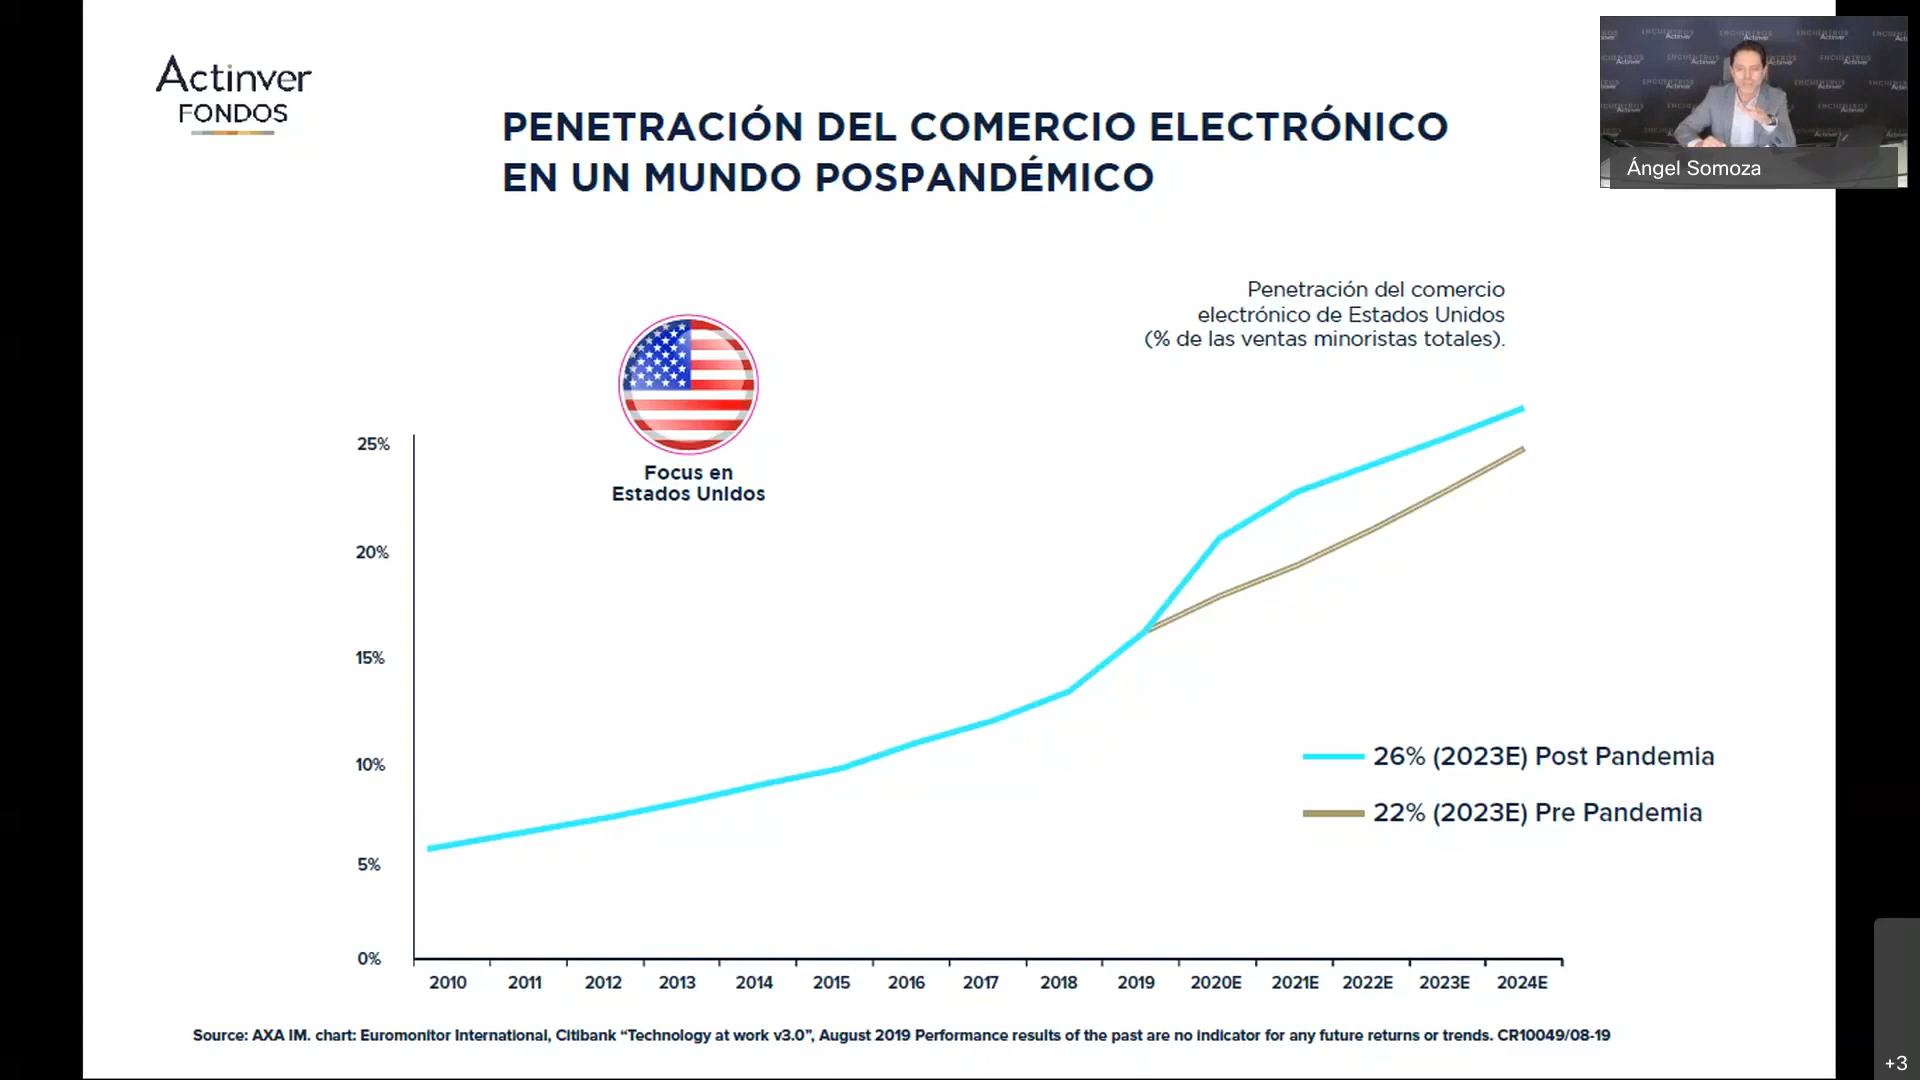 Actinver
FONDOS
PENETRACIÓN DEL COMERCIO ELECTRÓNICO
EN UN MUNDO POSPANDÉMICO
Ángel Somoza
Penetración del comercio
electrónico de Estados Unidos
(% de las ventas minoristas totales).
Focus en
Estados Unidos
25%
20%
15%
10%
5%
0%
26% (2023E) Post Pandemia
22% (2023E) Pre Pandemia
2010 2011 2012 2013 2014 2015 2016 2017 2018 2019 2020E 2021E 2022E 2023E 2024E
Source: AXA IM. chart: Euromonitor International, Citibank “Technology at work v3.0”, August 2019 Performance results of the past are no indicator for any future returns or trends. CR10049/08-19
+3